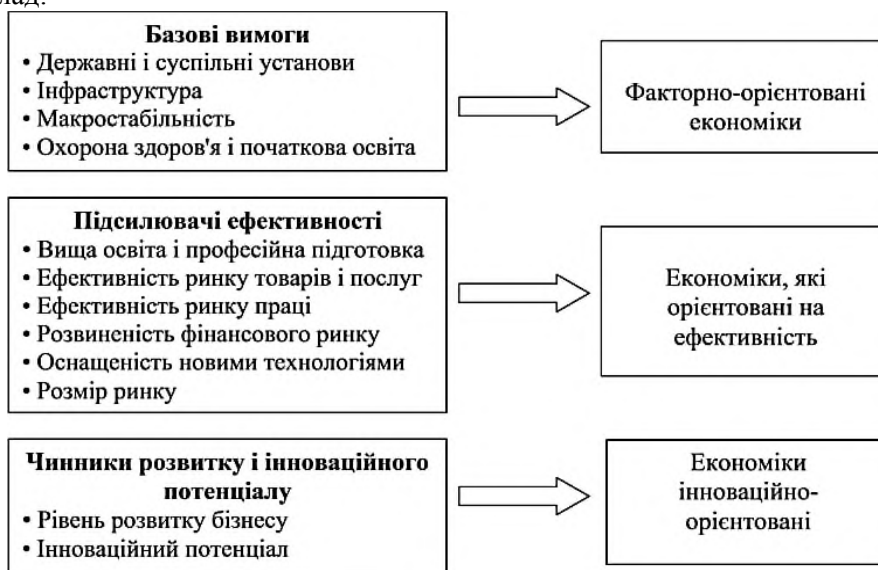 лад:
Базові вимоги
• Державні і суспільні установи
• Інфраструктура
• Макростабільність
• Охорона здоров'я і початкова освіта
Факторно-орієнтовані
економіки
Підсилювачі ефективності
• Вища освіта і професійна підготовка
• Ефективність ринку товарів і послуг
• Ефективність ринку праці
• Розвиненість фінансового ринку
• Оснащеність новими технологіями
• Розмір ринку
Економіки, які
орієнтовані на
ефективність
Чинники розвитку і інноваційного
потенціалу
• Рівень розвитку бізнесу
• Інноваційний потенціал
Економіки
інноваційно-
орієнтовані